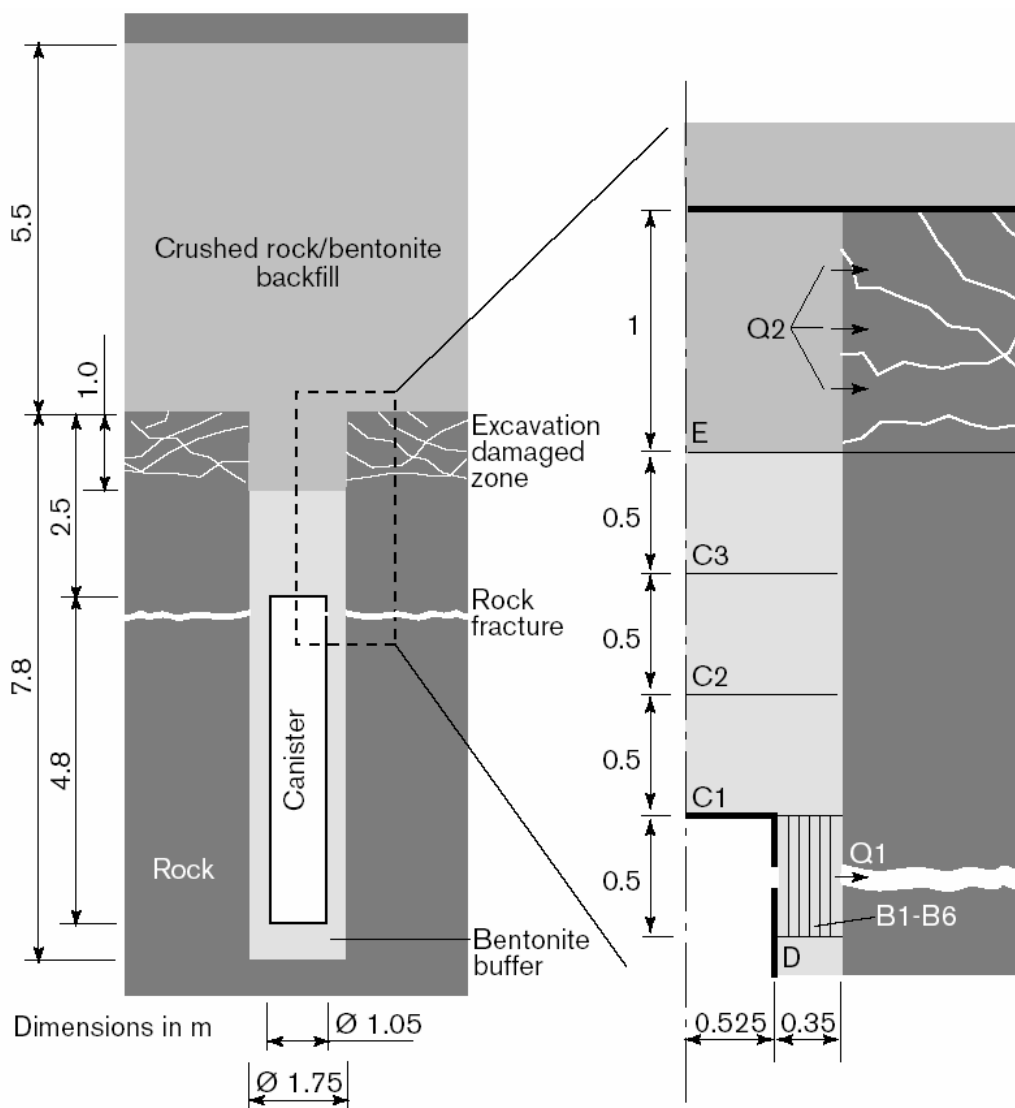 5.5
Crushed rock/bentonite
backfill
1.0
Excavation
damaged
zone
2.5
7.8
Rock
fracture
4.8
Canister
Rock
Bentonite
buffer
Dimensions in m
Ø 1.05
Ø 1.75
1
Q2
E
0.5
C3
0.5
C2
0.5
C1
0.5
Q1
B1-B6
D
0.525
0.35